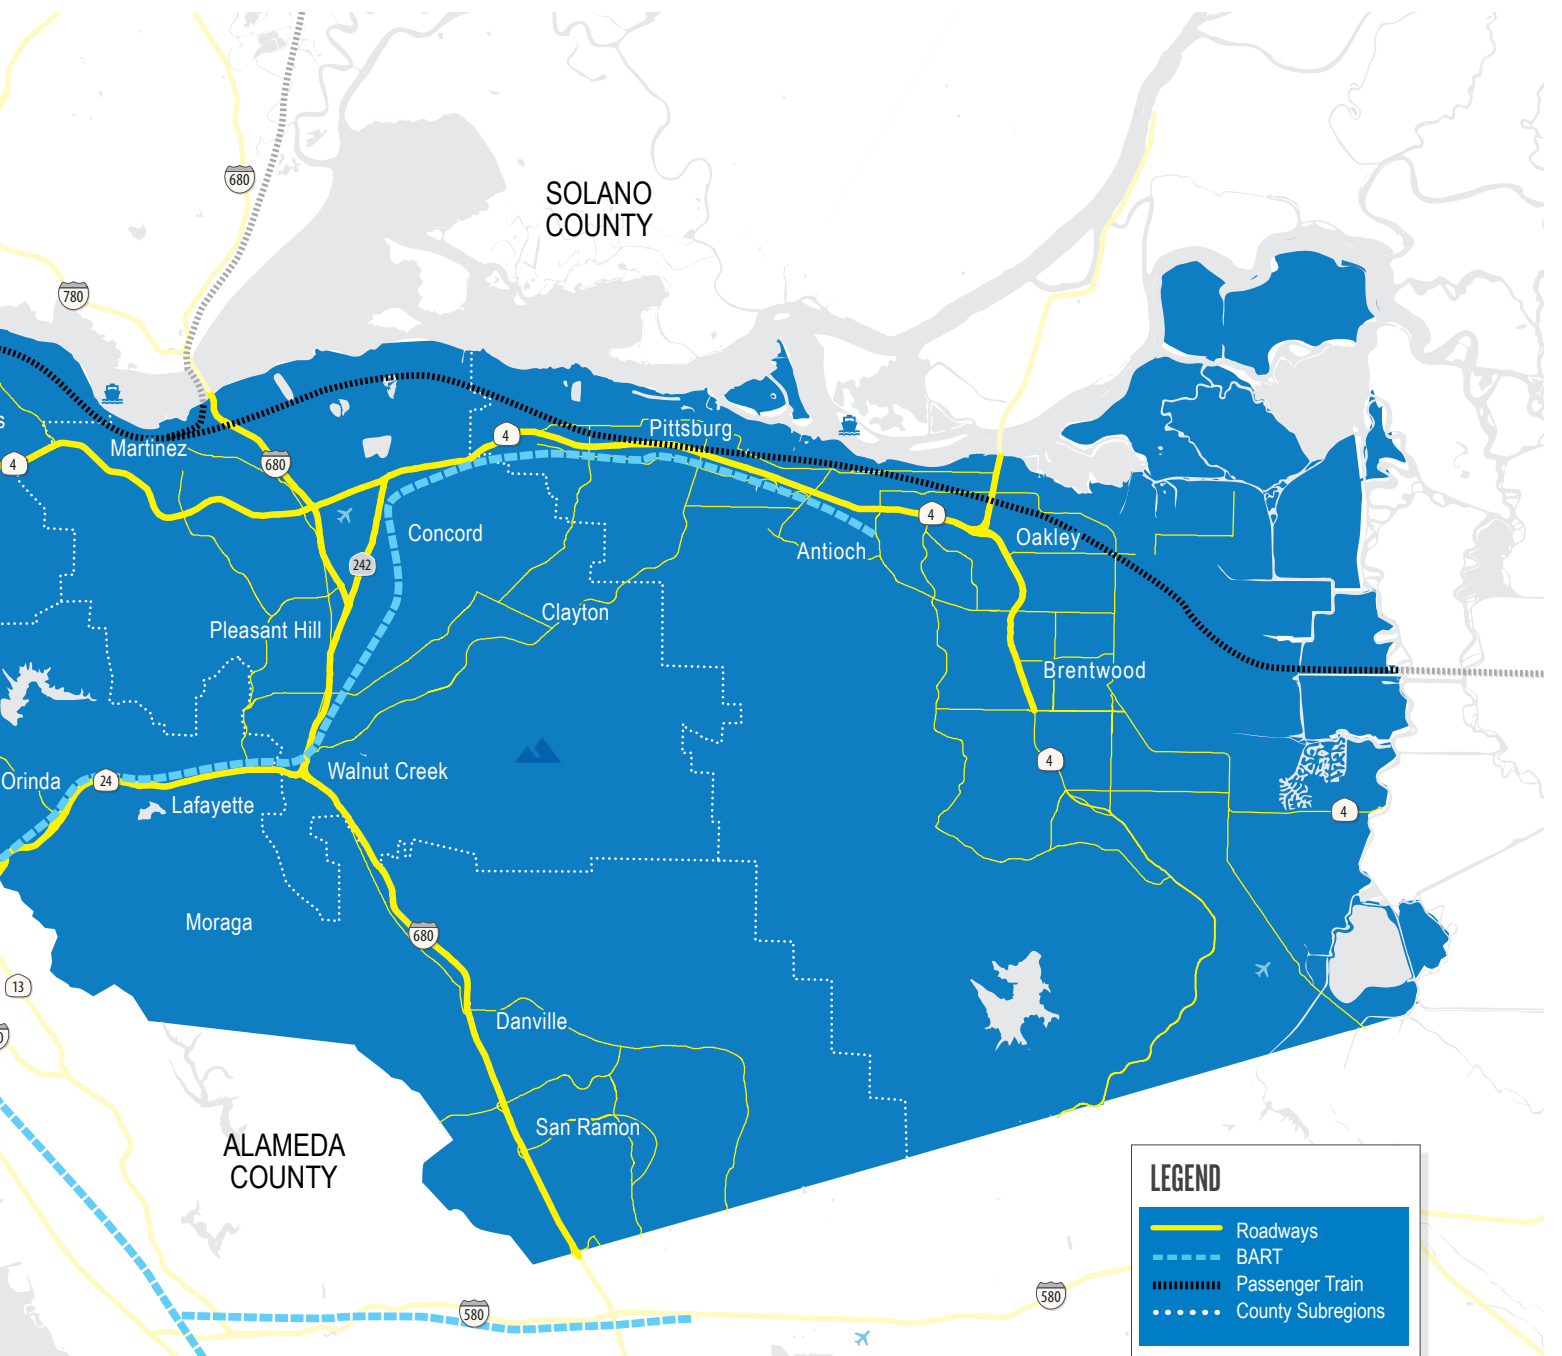 680
SOLANO
COUNTY
780
s
Martinez
4
680
4
Pittsburg
242
Concord
4
Oakley
Antioch
Clayton
Pleasant Hill
Brentwood
4
Orinda
24
Walnut Creek
Lafayette
4
Moraga
680
13
Danville
San Ramon
ALAMEDA
COUNTY
580
580
LEGEND
Roadways
BART
Passenger Train
County Subregions